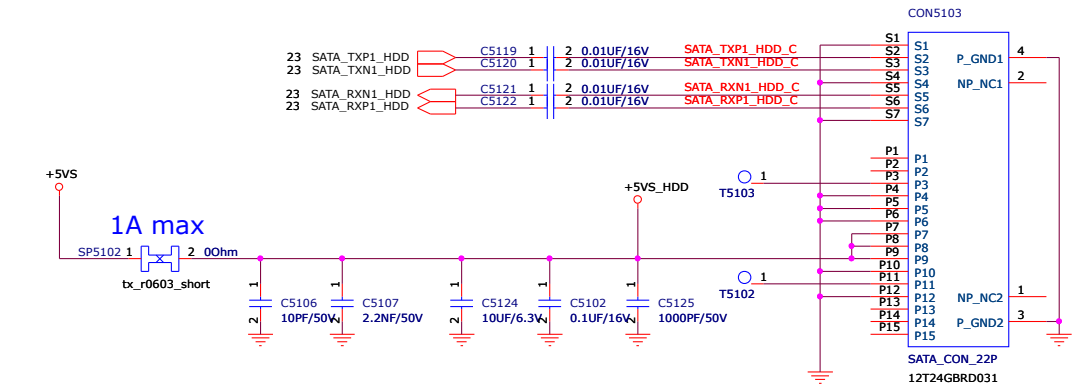 CON5103
23 SATA_TXP1_HDD C5119 1 2 0.01UF/16V SATA_TXP1_HDD_C
23 SATA_TXN1_HDD C5120 1 2 0.01UF/16V SATA_TXN1_HDD_C
23 SATA_RXN1_HDD C5121 1 2 0.01UF/16V SATA_RXN1_HDD_C
23 SATA_RXP1_HDD C5122 1 2 0.01UF/16V SATA_RXP1_HDD_C
S1 S1
S2 S2 P_GND1 4
S3 S3
S4 S4 NP_NC1 2
S5 S5
S6 S6
S7 S7
P1 P1
P2 P2
T5103 1 P3 P3
P4 P4
P5 P5
P6 P6
P7 P7
P8 P8
P9 P9
P10 P10
T5102 1 P11 P11
P12 P12 NP_NC2 1
P13 P13
P14 P14 P_GND2 3
P15 P15
SATA_CON_22P
12T24GBRD031
+5VS
+5VS_HDD
1A max
SP5102 1 2 0Ohm
tx_r0603_short
1 1 1 1 1
C5106 C5107 C5124 C5102 C5125
10PF/50V 2.2NF/50V 10UF/6.3V 0.1UF/16V 1000PF/50V
2 2 2 2 2